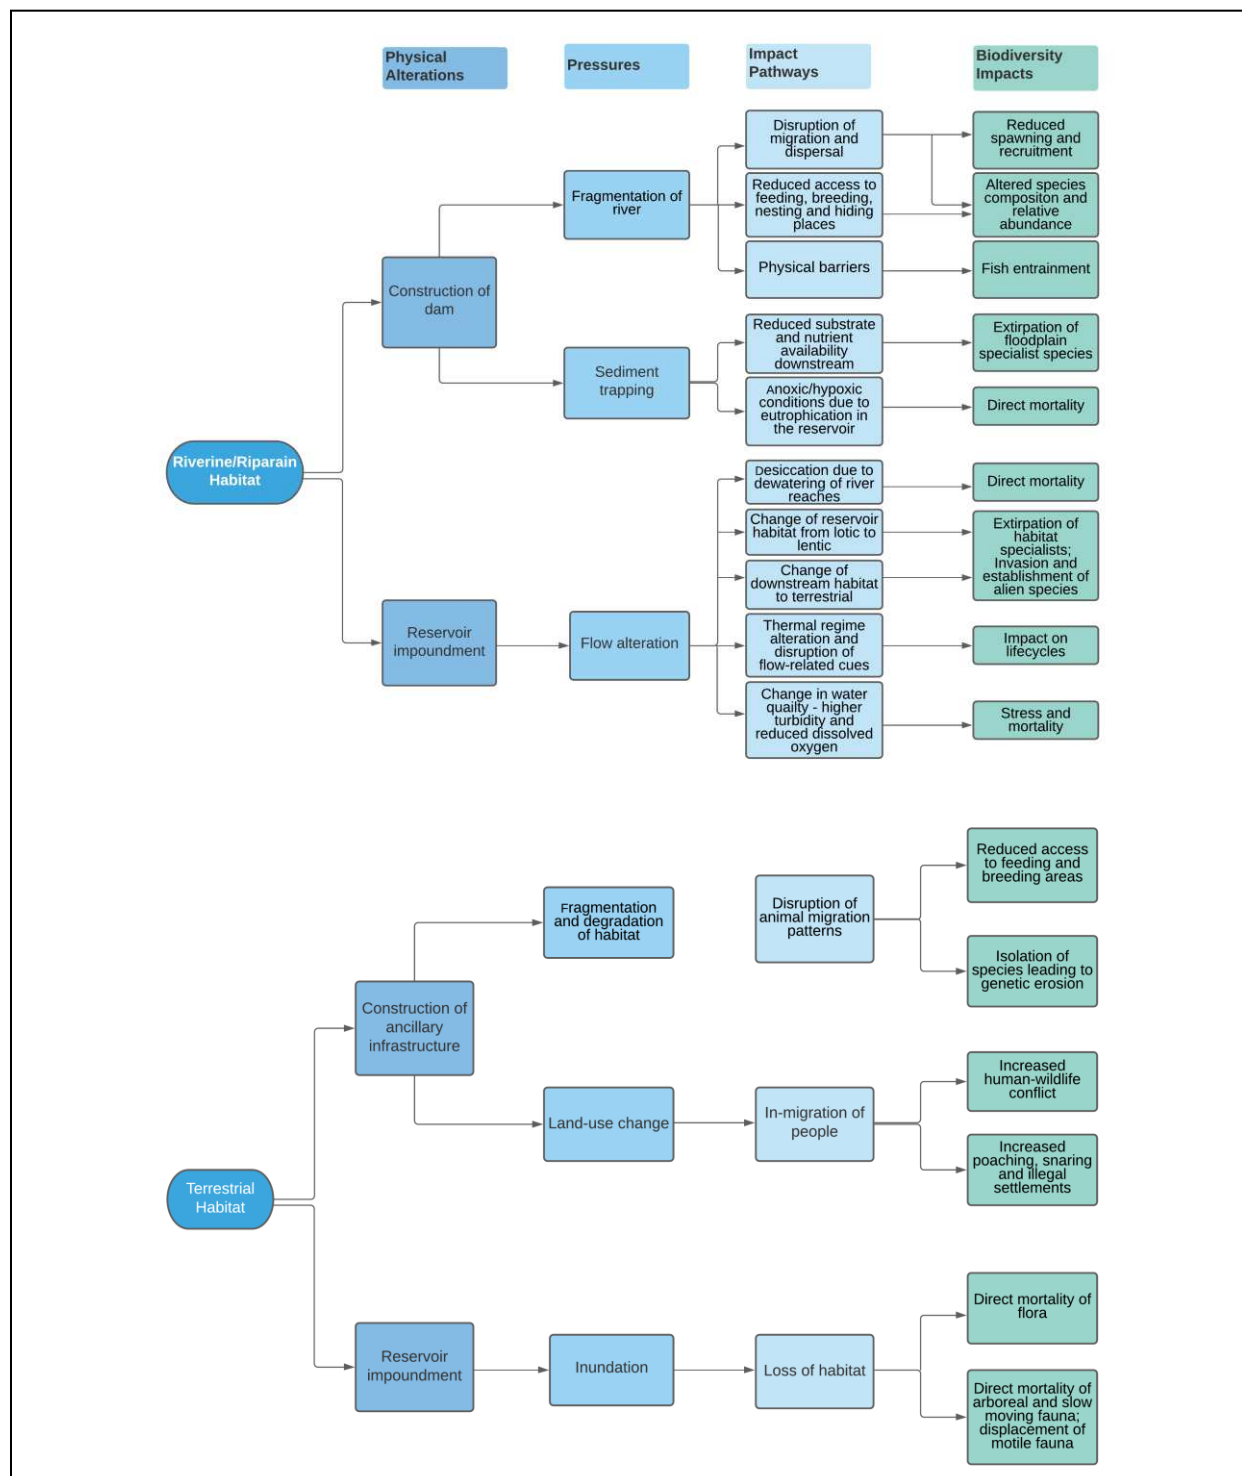 Physical
Alterations
Pressures
Impact
Pathways
Biodiversity
Impacts
Disruption of
migration and
dispersal
Reduced
spawning and
recruitment
Fragmentation of
river
Reduced access to
feeding, breeding,
nesting and hiding
places
Altered species
compositon and
relative
abundance
Physical barriers
Fish entrainment
Construction of
dam
Reduced substrate
and nutrient
availability
downstream
Extirpation of
floodplain
specialist species
Sediment
trapping
Anoxic/hypoxic
conditions due to
eutrophication in
the reservoir
Direct mortality
Riverine/Riparain
Habitat
Desiccation due to
dewatering of river
reaches
Direct mortality
Change of reservoir
habitat from lotic to
lentic
Extirpation of
habitat
specialists;
Invasion and
establishment of
alien species
Change of
downstream habitat
to terrestrial
Reservoir
impoundment
Flow alteration
Thermal regime
alteration and
disruption of
flow-related cues
Impact on
lifecycles
Change in water
quailty - higher
turbidity and
reduced dissolved
oxygen
Stress and
mortality
Reduced access
to feeding and
breeding areas
Fragmentation
and degradation
of habitat
Disruption of
animal migration
patterns
Isolation of
species leading to
genetic erosion
Construction of
ancillary
infrastructure
Increased
human-wildlife
conflict
Land-use change
In-migration of
people
Increased
poaching, snaring
and illegal
settlements
Terrestrial
Habitat
Direct mortality of
flora
Reservoir
impoundment
Inundation
Loss of habitat
Direct mortality of
arboreal and slow
moving fauna;
displacement of
motile fauna